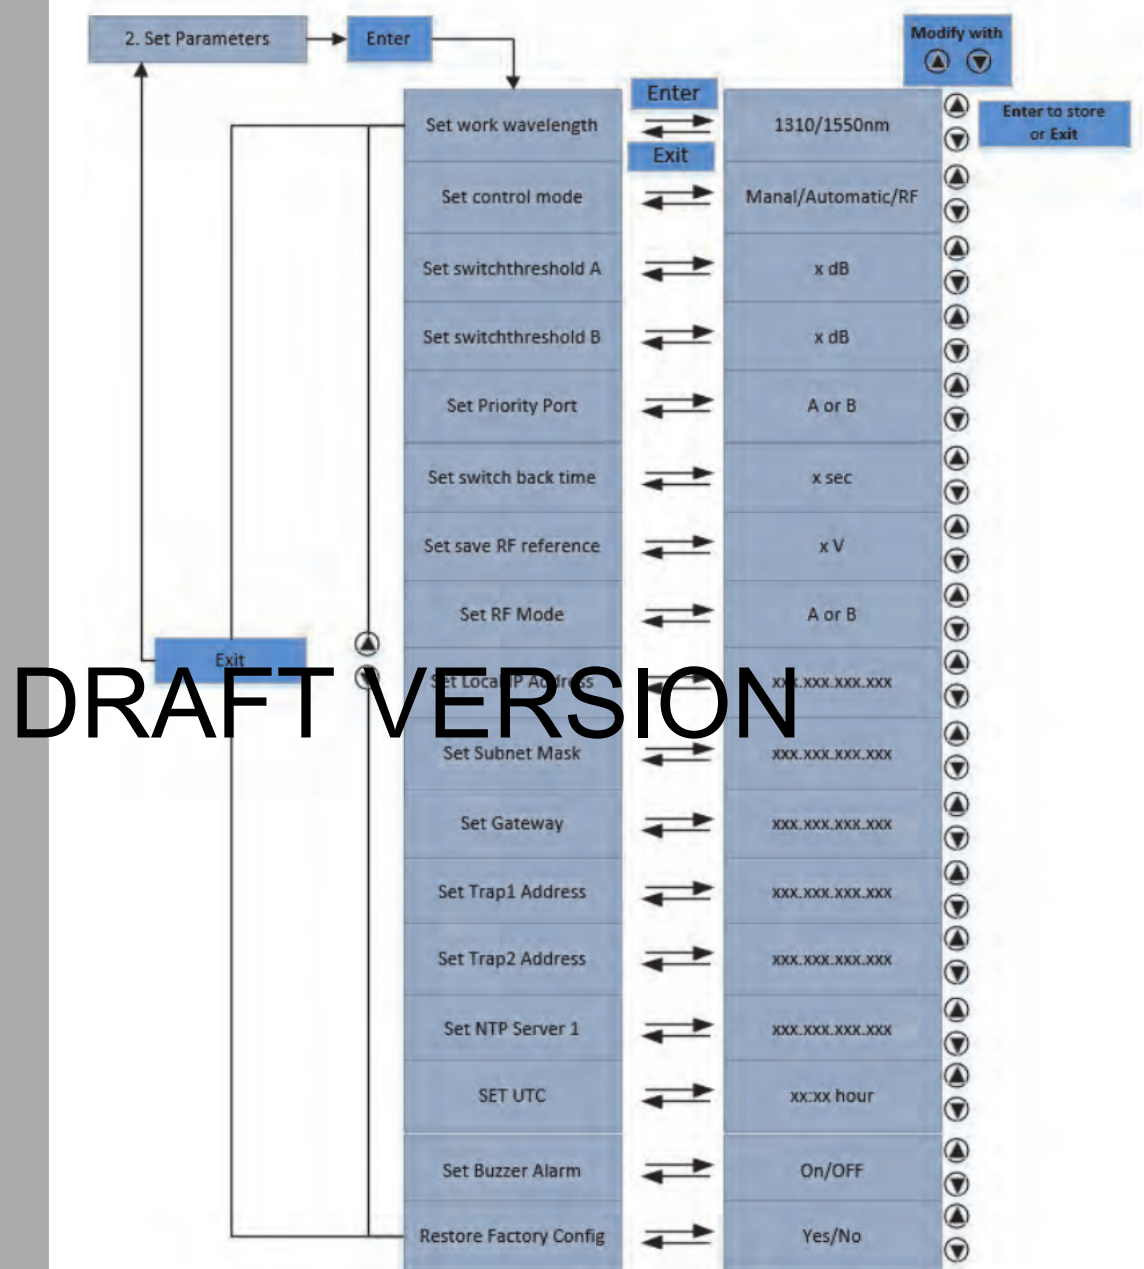 2. Set Parameters
Enter
Modify with
Enter
Exit
Enter to store
or Exit
Set work wavelength
1310/1550nm
Set control mode
Manal/Automatic/RF
Set switchthreshold A
x dB
Set switchthreshold B
x dB
Set Priority Port
A or B
Set switch back time
x sec
Set save RF reference
x V
Set RF Mode
A or B
Exit
Set Local IP Address
xxx.xxx.xxx.xxx
DRAFT VERSION
Set Subnet Mask
xxx.xxx.xxx.xxx
Set Gateway
xxx.xxx.xxx.xxx
Set Trap1 Address
xxx.xxx.xxx.xxx
Set Trap2 Address
xxx.xxx.xxx.xxx
Set NTP Server 1
xxx.xxx.xxx.xxx
SET UTC
xx:xx hour
Set Buzzer Alarm
On/OFF
Restore Factory Config
Yes/No